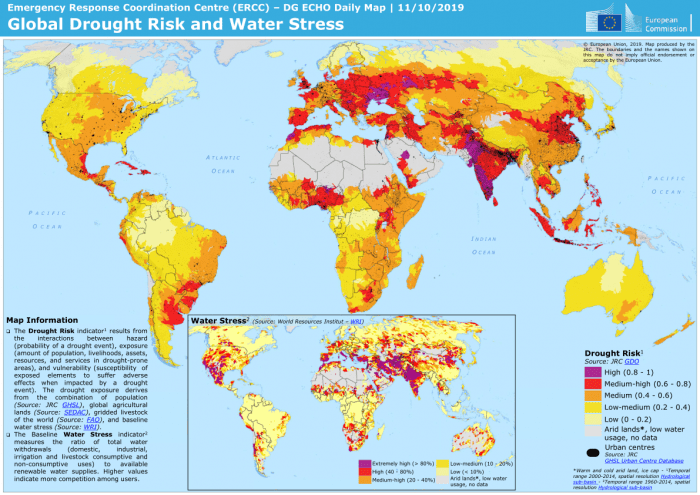 Emergency Response Coordination Centre (ERCC) – DG ECHO Daily Map | 11/10/2019
Global Drought Risk and Water Stress
European
Commission
© European Union, 2019. Map produced by the
JRC. The boundaries and the names shown on
this map do not imply official endorsement or
acceptance by the European Union.
ATLANTIC
OCEAN
PACIFIC
OCEAN
PACIFIC
OCEAN
INDIAN
OCEAN
Map Information
❑ The Drought Risk indicator¹ results from
the interactions between hazard
(probability of a drought event), exposure
(amount of population, livelihoods, assets,
resources, and services in drought-prone
areas), and vulnerability (susceptibility of
exposed elements to suffer adverse
effects when impacted by a drought
event). The drought exposure derives
from the combination of population
(Source: JRC GHSL), global agricultural
lands (Source: SEDAC), gridded livestock
of the world (Source: FAO), and baseline
water stress (Source: WRI).
❑ The Baseline Water Stress indicator²
measures the ratio of total water
withdrawals (domestic, industrial,
irrigation and livestock consumptive and
non-consumptive uses) to available
renewable water supplies. Higher values
indicate more competition among users.
Water Stress² (Source: World Resources Institut – WRI)
Extremely high (> 80%)
High (40 - 80%)
Medium-high (20 - 40%)
Low-medium (10 - 20%)
Low (< 10%)
Arid lands*, low water
usage, no data
Drought Risk¹
Source: JRC GDO
High (0.8 - 1)
Medium-high (0.6 - 0.8)
Medium (0.4 - 0.6)
Low-medium (0.2 - 0.4)
Low (0 - 0.2)
Arid lands*, low water
usage, no data
Urban centres
Source: JRC
GHSL Urban Centre Database
*Warm and cold arid land, ice cap - ¹Temporal
range 2000-2014, spatial resolution Hydrological
sub-basin - ²Temporal range 1960-2014, spatial
resolution Hydrological sub-basin